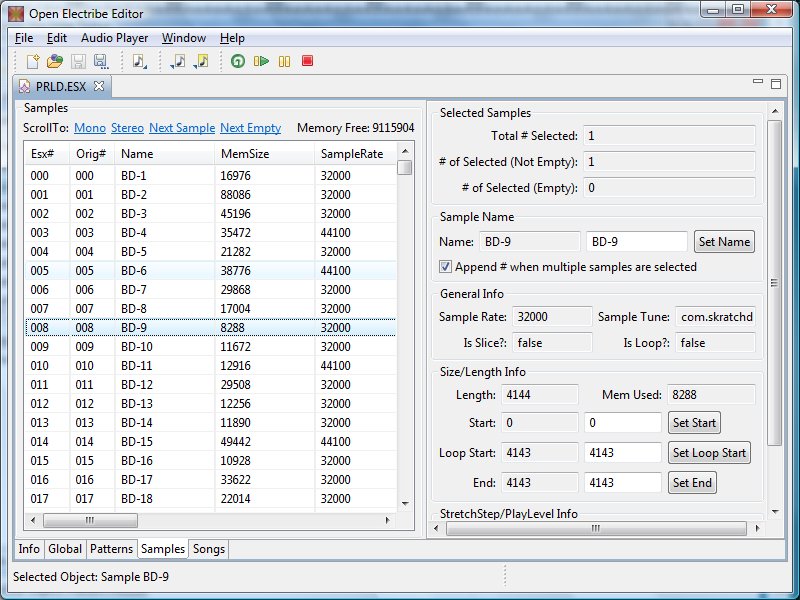 Open Electribe Editor
File Edit Audio Player Window Help
PRLD.ESX
Samples
ScrollTo: Mono Stereo Next Sample Next Empty Memory Free: 9115904
Esx# Orig# Name MemSize SampleRate
000 000 BD-1 16976 32000
001 001 BD-2 88086 32000
002 002 BD-3 45196 32000
003 003 BD-4 35472 44100
004 004 BD-5 21282 32000
005 005 BD-6 38776 44100
006 006 BD-7 29868 32000
007 007 BD-8 17004 32000
008 008 BD-9 8288 32000
009 009 BD-10 11672 32000
010 010 BD-11 12916 44100
011 011 BD-12 29508 32000
012 012 BD-13 12256 32000
013 013 BD-14 11890 32000
014 014 BD-15 49442 44100
015 015 BD-16 10928 32000
016 016 BD-17 33622 32000
017 017 BD-18 22014 32000
Selected Samples
Total # Selected: 1
# of Selected (Not Empty): 1
# of Selected (Empty): 0
Sample Name
Name: BD-9 BD-9 Set Name
Append # when multiple samples are selected
General Info
Sample Rate: 32000 Sample Tune: com.skratchd
Is Slice?: false Is Loop?: false
Size/Length Info
Length: 4144 Mem Used: 8288
Start: 0 0 Set Start
Loop Start: 4143 4143 Set Loop Start
End: 4143 4143 Set End
StretchStep/PlayLevel Info
Info Global Patterns Samples Songs
Selected Object: Sample BD-9